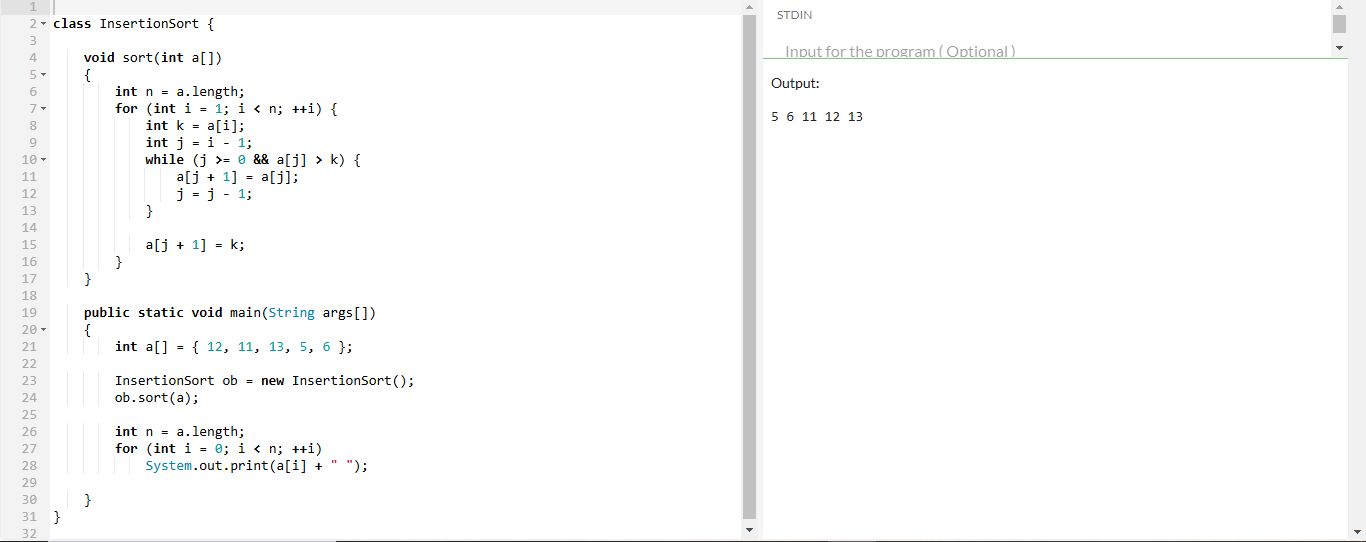 1
2 class InsertionSort {
3
4 void sort(int a[])
5 {
6 int n = a.length;
7 for (int i = 1; i < n; ++i) {
8 int k = a[i];
9 int j = i - 1;
10 while (j >= 0 && a[j] > k) {
11 a[j + 1] = a[j];
12 j = j - 1;
13 }
14
15 a[j + 1] = k;
16 }
17 }
18
19 public static void main(String args[])
20 {
21 int a[] = { 12, 11, 13, 5, 6 };
22
23 InsertionSort ob = new InsertionSort();
24 ob.sort(a);
25
26 int n = a.length;
27 for (int i = 0; i < n; ++i)
28 System.out.print(a[i] + " ");
29
30 }
31 }
32
STDIN
Input for the program ( Optional )
Output:
5 6 11 12 13